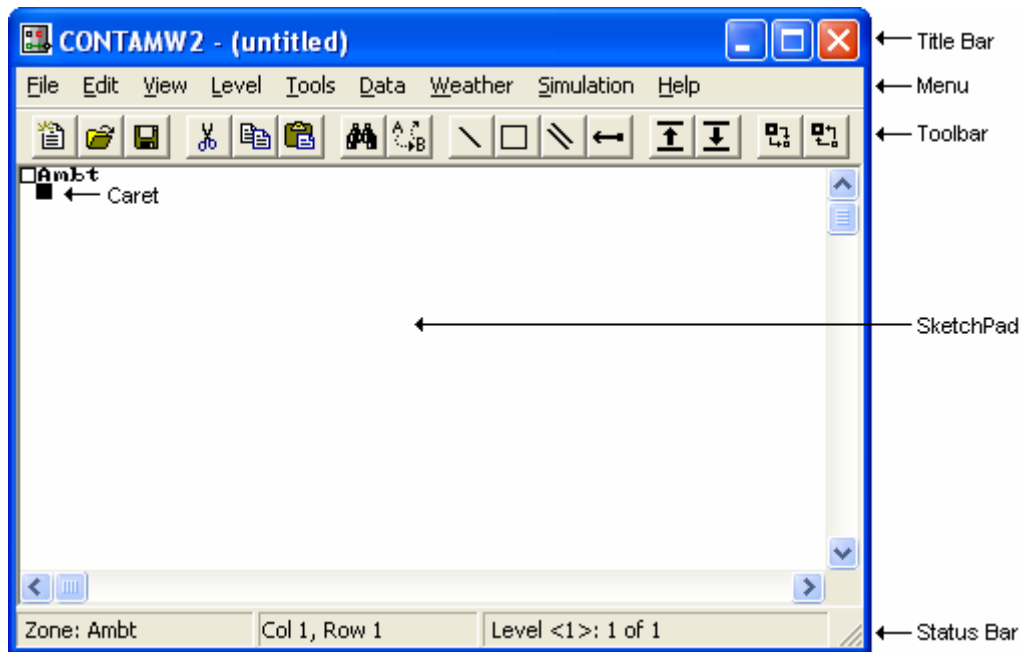 CONTAMW2 - (untitled)
Title Bar
File Edit View Level Tools Data Weather Simulation Help
Menu
A B
Toolbar
Ambt
Caret
SketchPad
Zone: Ambt
Col 1, Row 1
Level <1>: 1 of 1
Status Bar